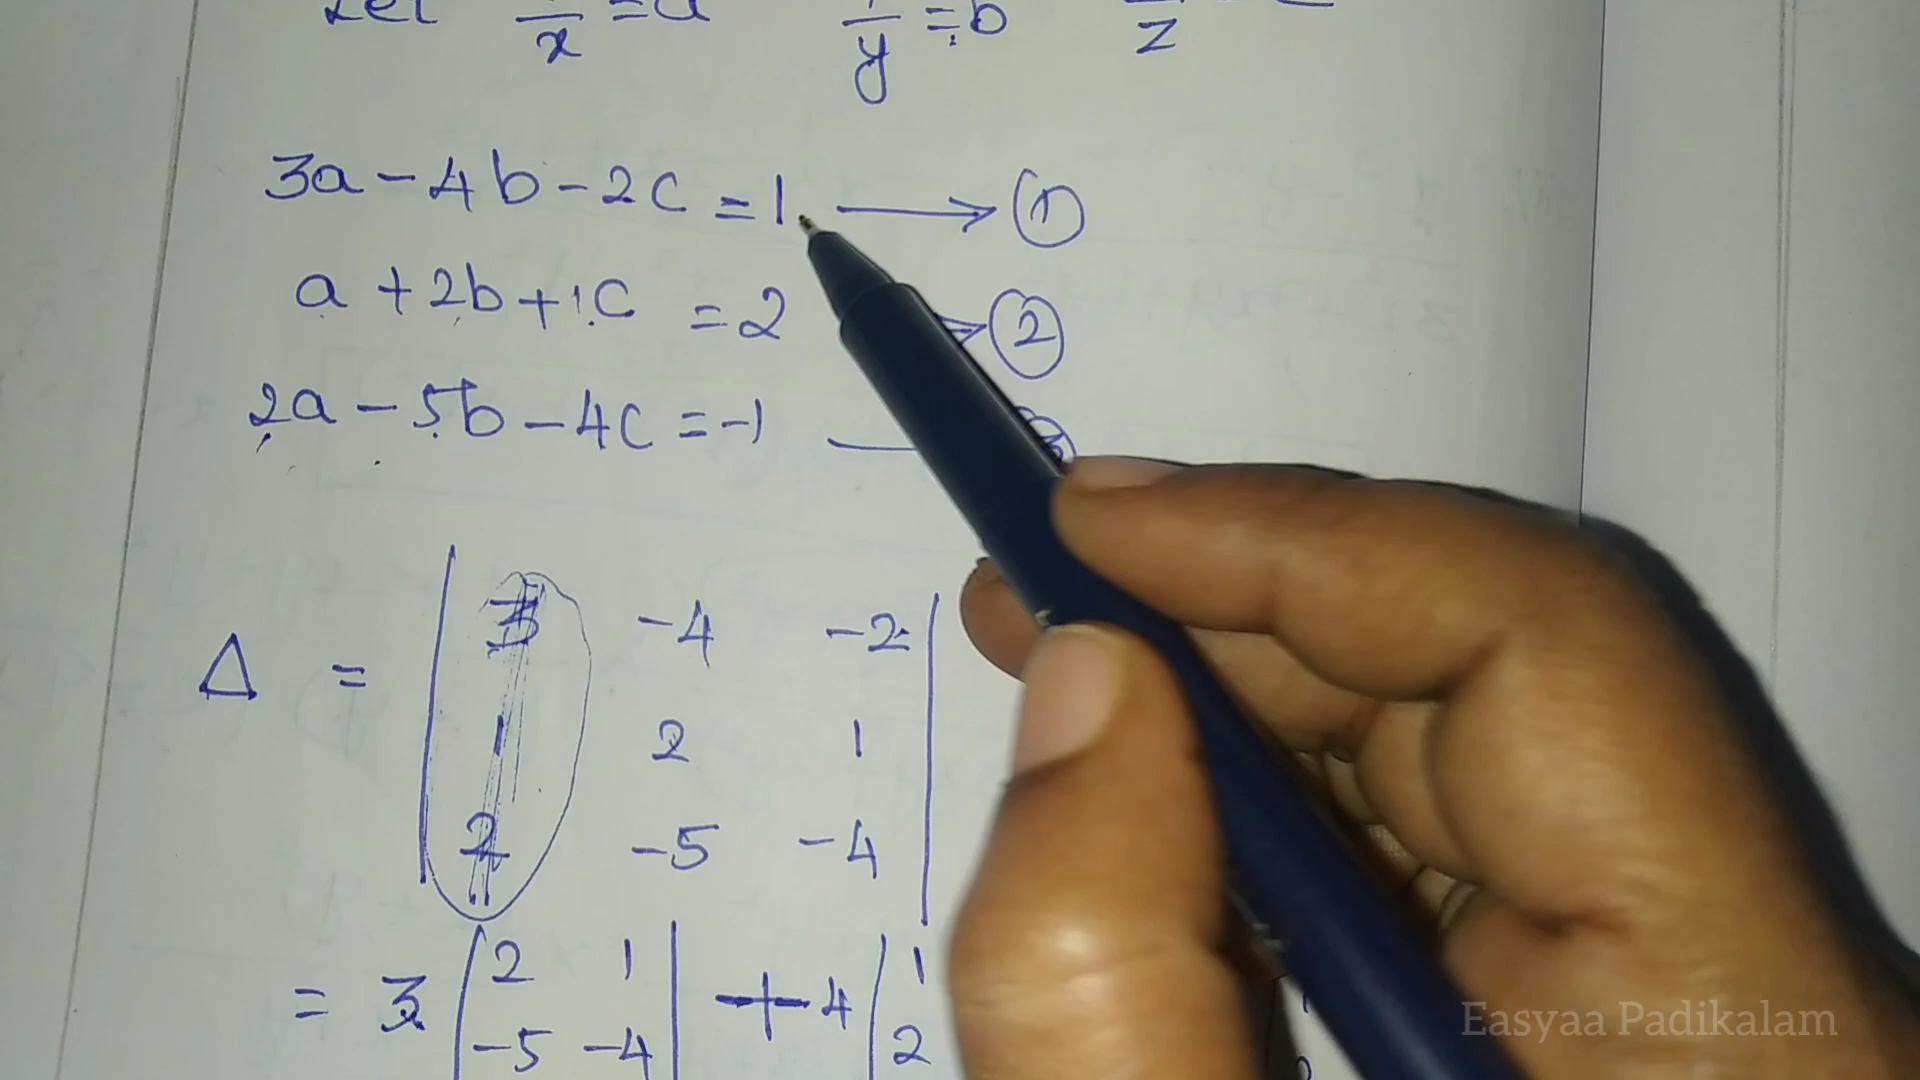 Let 1/x = a 1/y = b z
3a - 4b - 2c = 1 → ①
a + 2b + 1c = 2 → ②
2a - 5b - 4c = -1
Δ = | 3 -4 -2 |
1 2 1
2 -5 -4
= 3 | 2 1 | + 4 | 1
-5 -4 2
Easyaa Padikalam